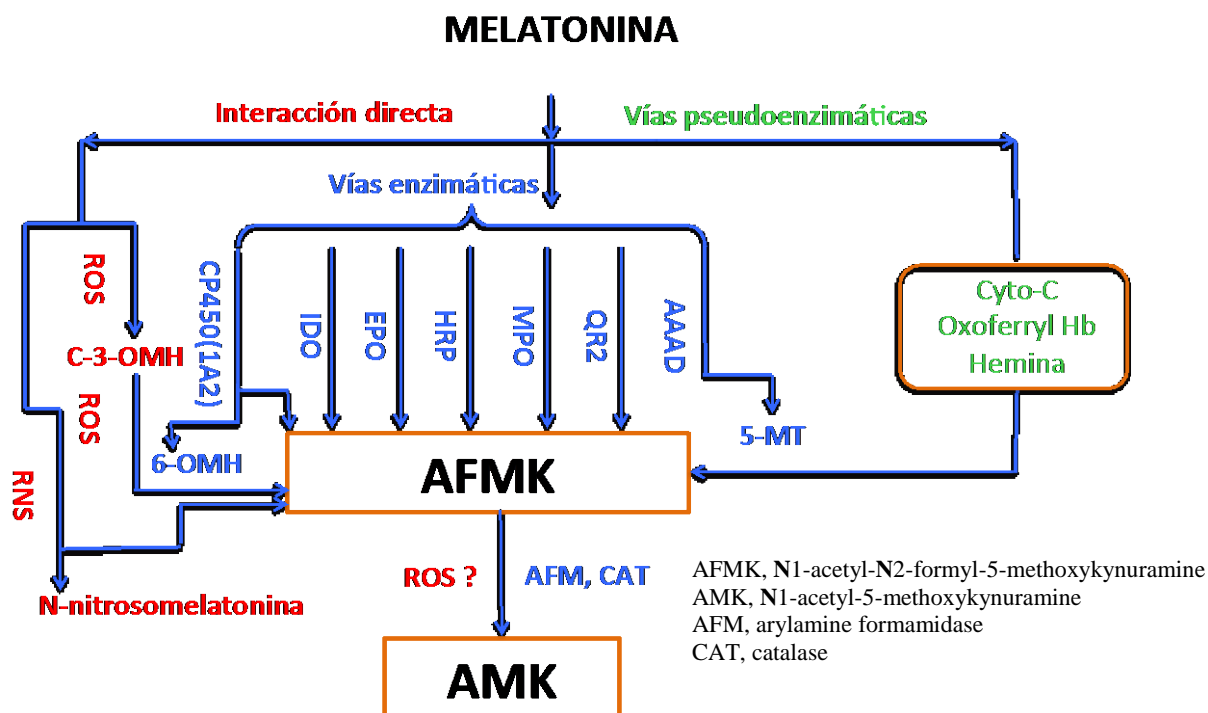 MELATONINA
Interacción directa
Vías pseudoenzimáticas
Vías enzimáticas
ROS
CP450(1A2)
IDO
EPO
HRP
MPO
QR2
AAAD
Cyto-C
Oxoferryl Hb
Hemina
C-3-OMH
ROS
RNS
6-OMH
5-MT
AFMK
ROS ?
AFM, CAT
N-nitrosomelatonina
AMK
AFMK, N1-acetyl-N2-formyl-5-methoxykynuramine
AMK, N1-acetyl-5-methoxykynuramine
AFM, arylamine formamidase
CAT, catalase